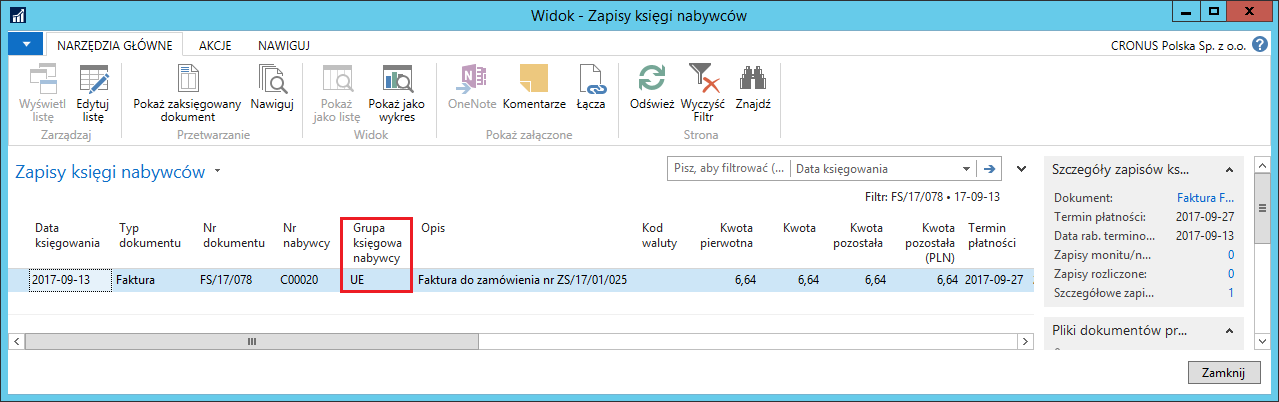 Widok - Zapisy księgi nabywców
NARZĘDZIA GŁÓWNE AKCJE NAWIGUJ CRONUS Polska Sp. z o.o.
Wyświetl listę
Edytuj listę
Zarządzaj
Pokaż zaksięgowany dokument
Nawiguj
Przetwarzanie
Pokaż jako listę
Pokaż jako wykres
Widok
OneNote
Komentarze
Łącza
Pokaż załączone
Odśwież
Wyczyść Filtr
Znajdź
Strona
Zapisy księgi nabywców
Pisz, aby filtrować (... Data księgowania
Filtr: FS/17/078 • 17-09-13
Data księgowania
Typ dokumentu
Nr dokumentu
Nr nabywcy
Grupa księgowa nabywcy
Opis
Kod waluty
Kwota pierwotna
Kwota
Kwota pozostała
Kwota pozostała (PLN)
Termin płatności
2017-09-13 Faktura FS/17/078 C00020 UE Faktura do zamówienia nr ZS/17/01/025 6,64 6,64 6,64 6,64 2017-09-27
Szczegóły zapisów ks...
Dokument: Faktura F...
Termin płatności: 2017-09-27
Data rab. termino... 2017-09-13
Zapisy monitu/n... 0
Zapisy rozliczone: 0
Szczegółowe zapi... 1
Pliki dokumentów pr...
Zamknij